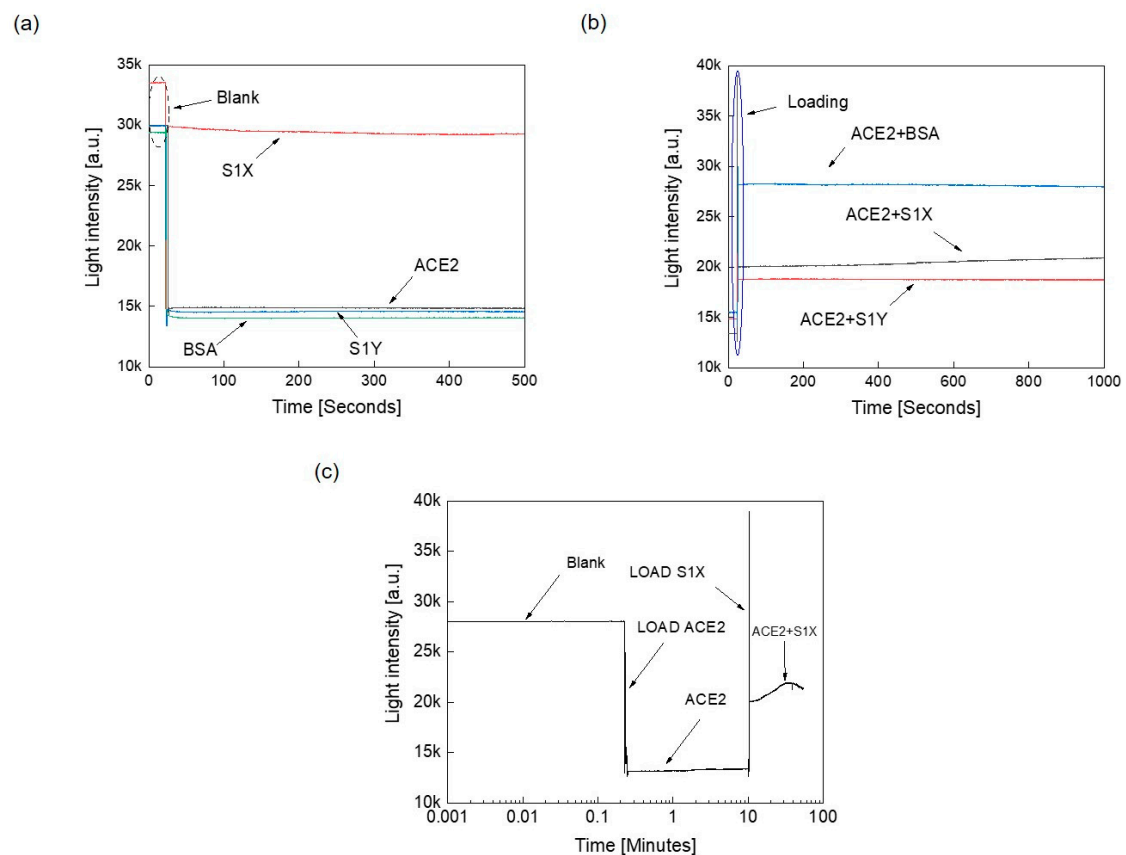 (a)
(b)
35k
30k
25k
20k
15k
10k
Light intensity [a.u.]
Blank
S1X
ACE2
BSA
S1Y
0 100 200 300 400 500
Time [Seconds]
40k
35k
30k
25k
20k
15k
10k
Light intensity [a.u.]
Loading
ACE2+BSA
ACE2+S1X
ACE2+S1Y
0 200 400 600 800 1000
Time [Seconds]
(c)
40k
35k
30k
25k
20k
15k
10k
Light intensity [a.u.]
Blank
LOAD S1X
LOAD ACE2
ACE2+S1X
ACE2
0.001 0.01 0.1 1 10 100
Time [Minutes]